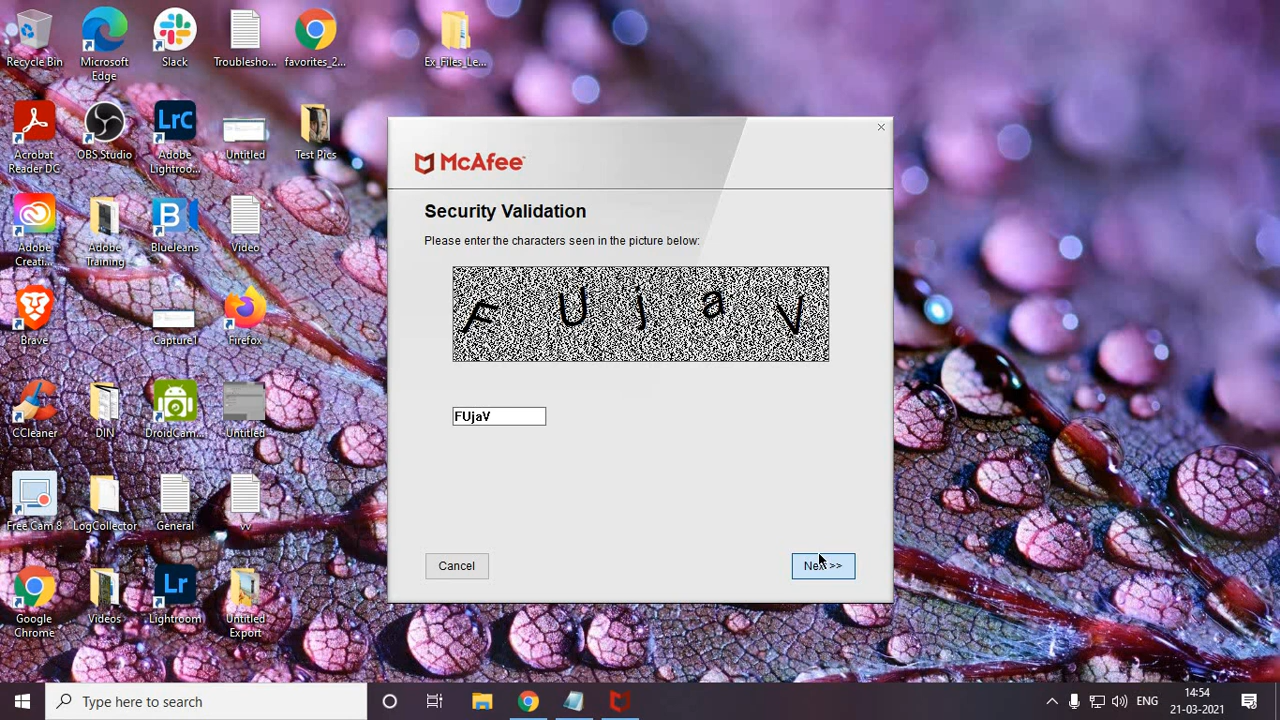 Recycle Bin
Microsoft
Edge
Slack
Troublesho...
favorites_2...
Ex_Files_Le...
Acrobat
Reader DC
OBS Studio
Adobe
Lightroo...
Untitled
Test Pics
Adobe
Creati...
Adobe
Training
BlueJeans
Video
Brave
Capture1
Firefox
CCleaner
DIN
DroidCam...
Untitled
Free Cam 8
LogCollector
General
vv
Google
Chrome
Videos
Lightroom
Untitled
Export
McAfee
Security Validation
Please enter the characters seen in the picture below:
F U j a V
FUjaV
Cancel
Next >>
Type here to search
ENG
14:54
21-03-2021